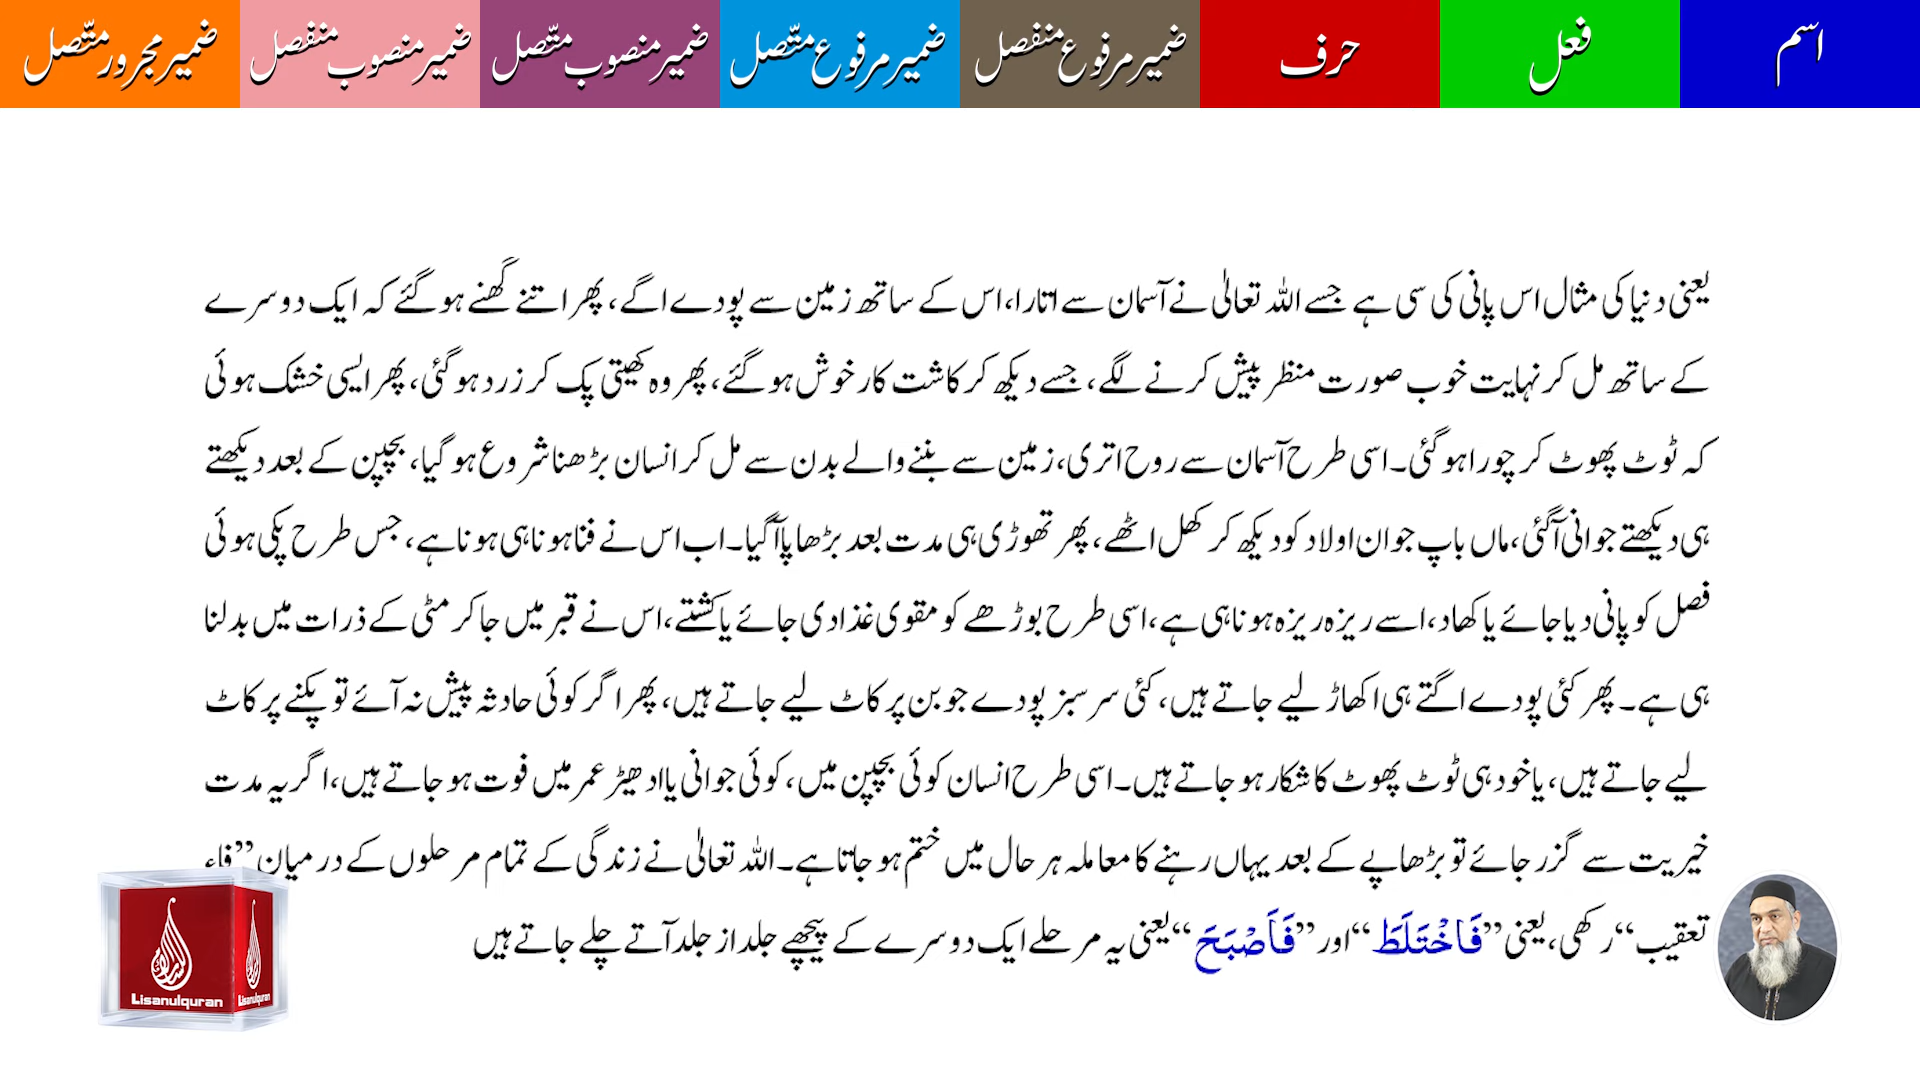 اسم فعل حرف ضمیر مرفوع منفصل ضمیر مرفوع متّصل ضمیر منصوب متّصل ضمیر منصوب منفصل ضمیر مجرور متّصل
یعنی دنیا کی مثال اس پانی کی سی ہے جسے اللہ تعالیٰ نے آسمان سے اتارا، اس کے ساتھ زمین سے پودے اگے، پھر اتنے گھنے ہوگئے کہ ایک دوسرے
کے ساتھ مل کر نہایت خوب صورت منظر پیش کرنے لگے، جسے دیکھ کر کاشت کار خوش ہوگئے، پھر وہ کھیتی پک کر زرد ہوگئی، پھر ایسی خشک ہوئی
کہ ٹوٹ پھوٹ کر چورا ہوگئی۔ اسی طرح آسمان سے روح اتری، زمین سے بننے والے بدن سے مل کر انسان بڑھنا شروع ہو گیا، بچپن کے بعد دیکھتے
ہی دیکھتے جوانی آگئی، ماں باپ جوان اولاد کو دیکھ کر کھل اٹھے، پھر تھوڑی ہی مدت بعد بڑھاپا آگیا۔ اب اس نے فنا ہونا ہی ہونا ہے، جس طرح پکی ہوئی
فصل کو پانی دیا جائے یا کھاد، اسے ریزہ ریزہ ہونا ہی ہے، اسی طرح بوڑھے کو مقوی غذا دی جائے یا کشتے، اس نے قبر میں جا کر مٹی کے ذرات میں بدلنا
ہی ہے۔ پھر کئی پودے اگتے ہی اکھاڑ لیے جاتے ہیں، کئی سر سبز پودے جوبن پر کاٹ لیے جاتے ہیں، پھر اگر کوئی حادثہ پیش نہ آئے تو پکنے پر کاٹ
لیے جاتے ہیں، یا خود ہی ٹوٹ پھوٹ کا شکار ہو جاتے ہیں۔ اسی طرح انسان کوئی بچپن میں، کوئی جوانی یا ادھیڑ عمر میں فوت ہو جاتے ہیں، اگر یہ مدت
خیریت سے گزر جائے تو بڑھاپے کے بعد یہاں رہنے کا معاملہ ہر حال میں ختم ہو جاتا ہے۔ اللہ تعالیٰ نے زندگی کے تمام مرحلوں کے درمیان ”فاء
تعقیب“ رکھی، یعنی ”فَاخْتَلَطَ“ اور ”فَاَصْبَحَ“ یعنی یہ مرحلے ایک دوسرے کے پیچھے جلد از جلد آتے چلے جاتے ہیں
Lisanulquran
Lisanulquran